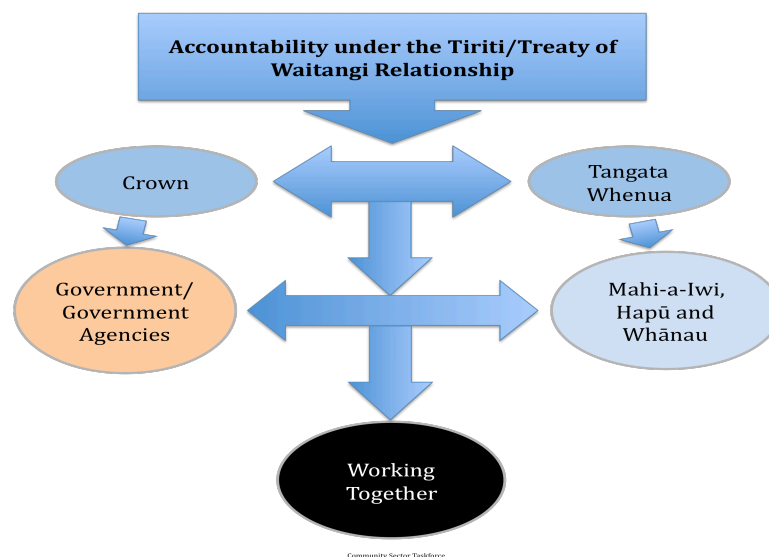 Accountability under the Tiriti/Treaty of
Waitangi Relationship
Crown
Tangata
Whenua
Government/
Government
Agencies
Mahi-a-Iwi,
Hapū and
Whānau
Working
Together
Community Sector Taskforce